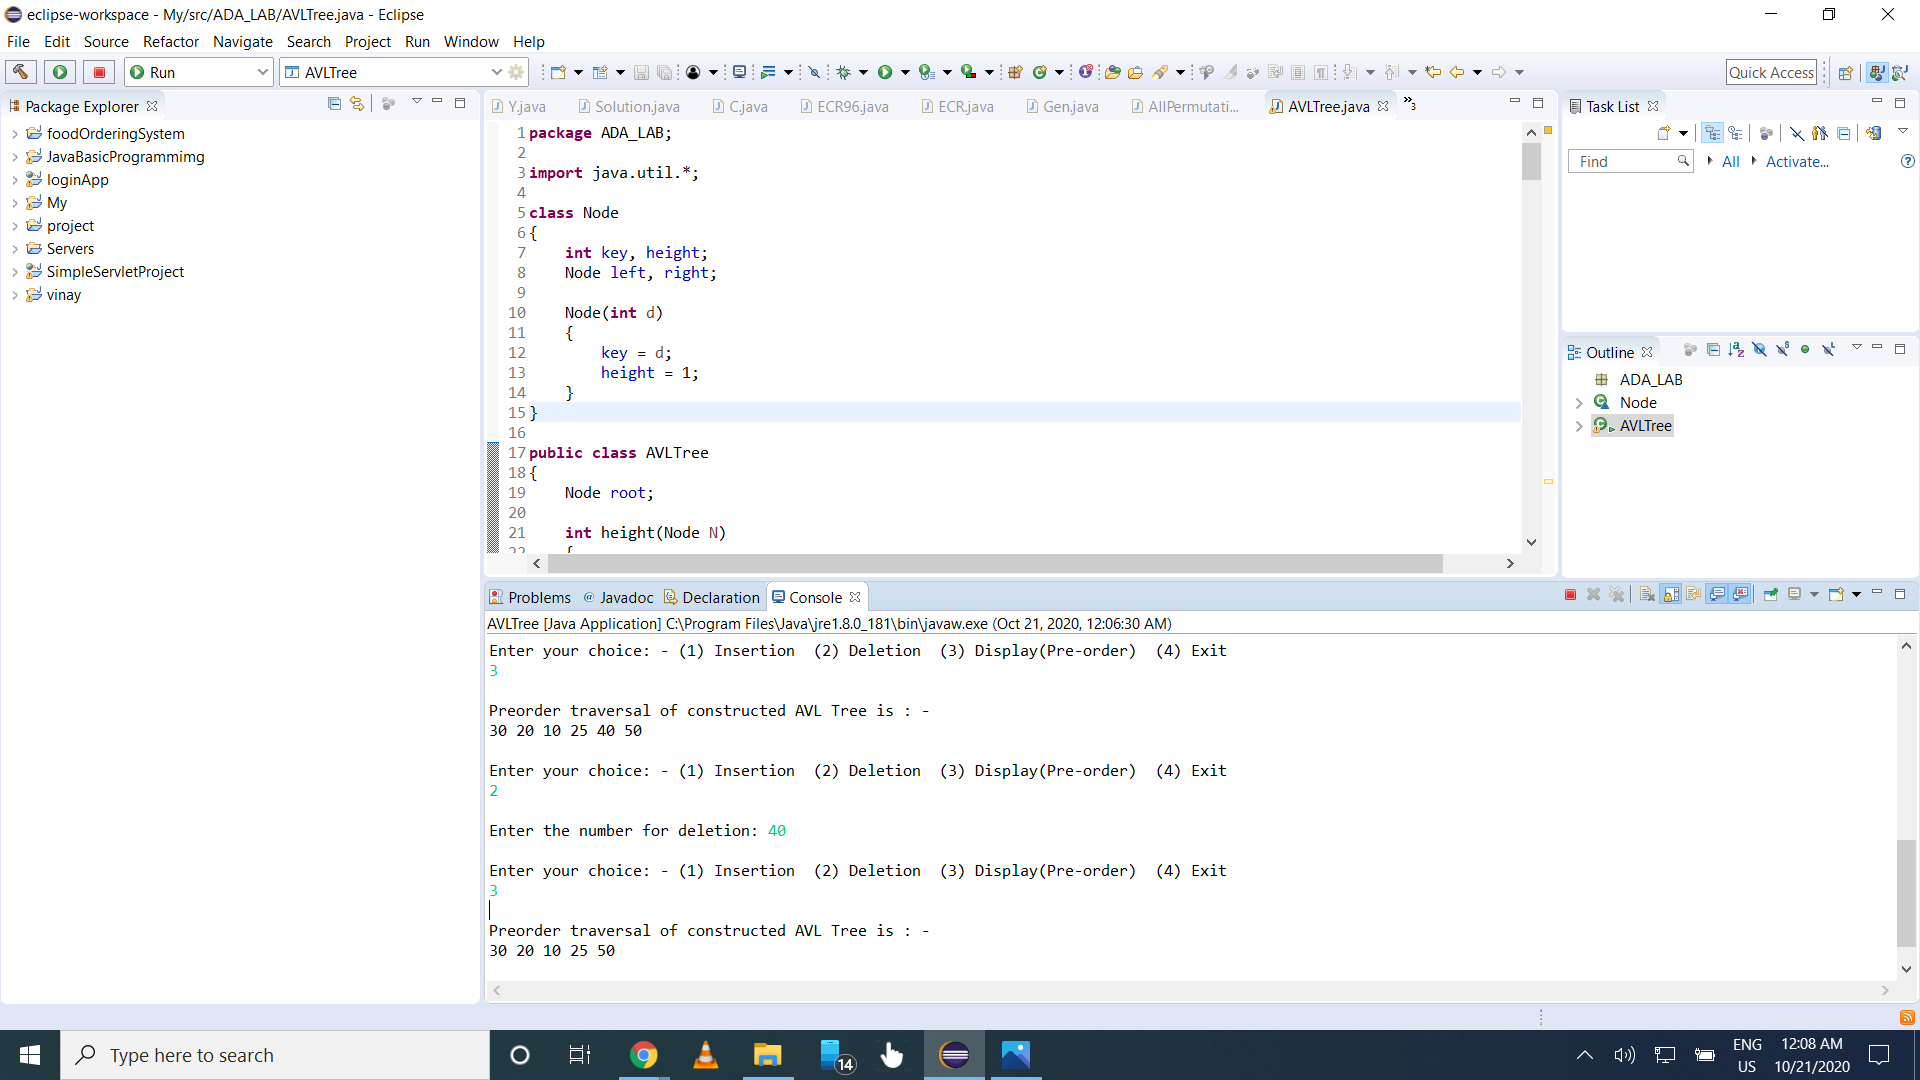 eclipse-workspace - My/src/ADA_LAB/AVLTree.java - Eclipse
File Edit Source Refactor Navigate Search Project Run Window Help
Run AVLTree Quick Access
Package Explorer
foodOrderingSystem
JavaBasicProgrammimg
loginApp
My
project
Servers
SimpleServletProject
vinay
Y.java Solution.java C.java ECR96.java ECR.java Gen.java AllPermutati... AVLTree.java »3
1 package ADA_LAB;
2
3 import java.util.*;
4
5 class Node
6 {
7 int key, height;
8 Node left, right;
9
10 Node(int d)
11 {
12 key = d;
13 height = 1;
14 }
15 }
16
17 public class AVLTree
18 {
19 Node root;
20
21 int height(Node N)
22 {
Task List
Find All Activate...
Outline
ADA_LAB
Node
AVLTree
Problems @ Javadoc Declaration Console
AVLTree [Java Application] C:\Program Files\Java\jre1.8.0_181\bin\javaw.exe (Oct 21, 2020, 12:06:30 AM)
Enter your choice: - (1) Insertion (2) Deletion (3) Display(Pre-order) (4) Exit
3
Preorder traversal of constructed AVL Tree is : -
30 20 10 25 40 50
Enter your choice: - (1) Insertion (2) Deletion (3) Display(Pre-order) (4) Exit
2
Enter the number for deletion: 40
Enter your choice: - (1) Insertion (2) Deletion (3) Display(Pre-order) (4) Exit
3
Preorder traversal of constructed AVL Tree is : -
30 20 10 25 50
Type here to search
14
ENG
US
12:08 AM
10/21/2020